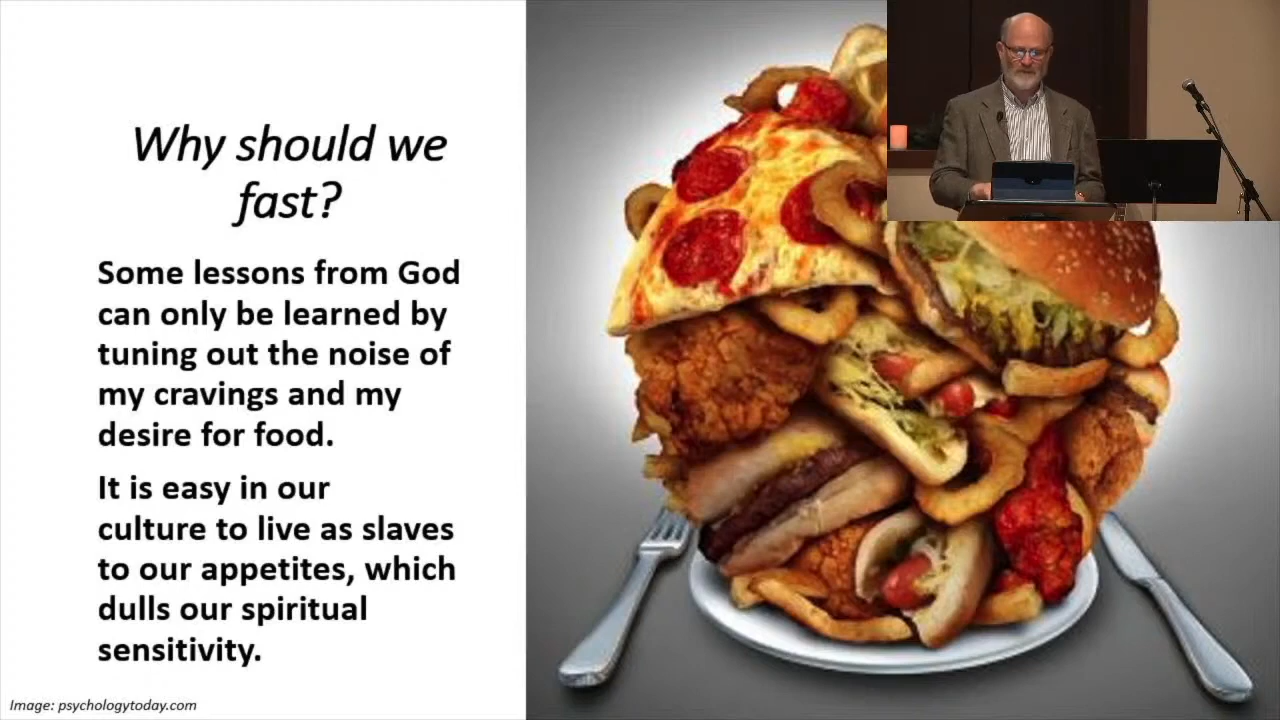 Why should we
fast?
Some lessons from God
can only be learned by
tuning out the noise of
my cravings and my
desire for food.
It is easy in our
culture to live as slaves
to our appetites, which
dulls our spiritual
sensitivity.
Image: psychologytoday.com